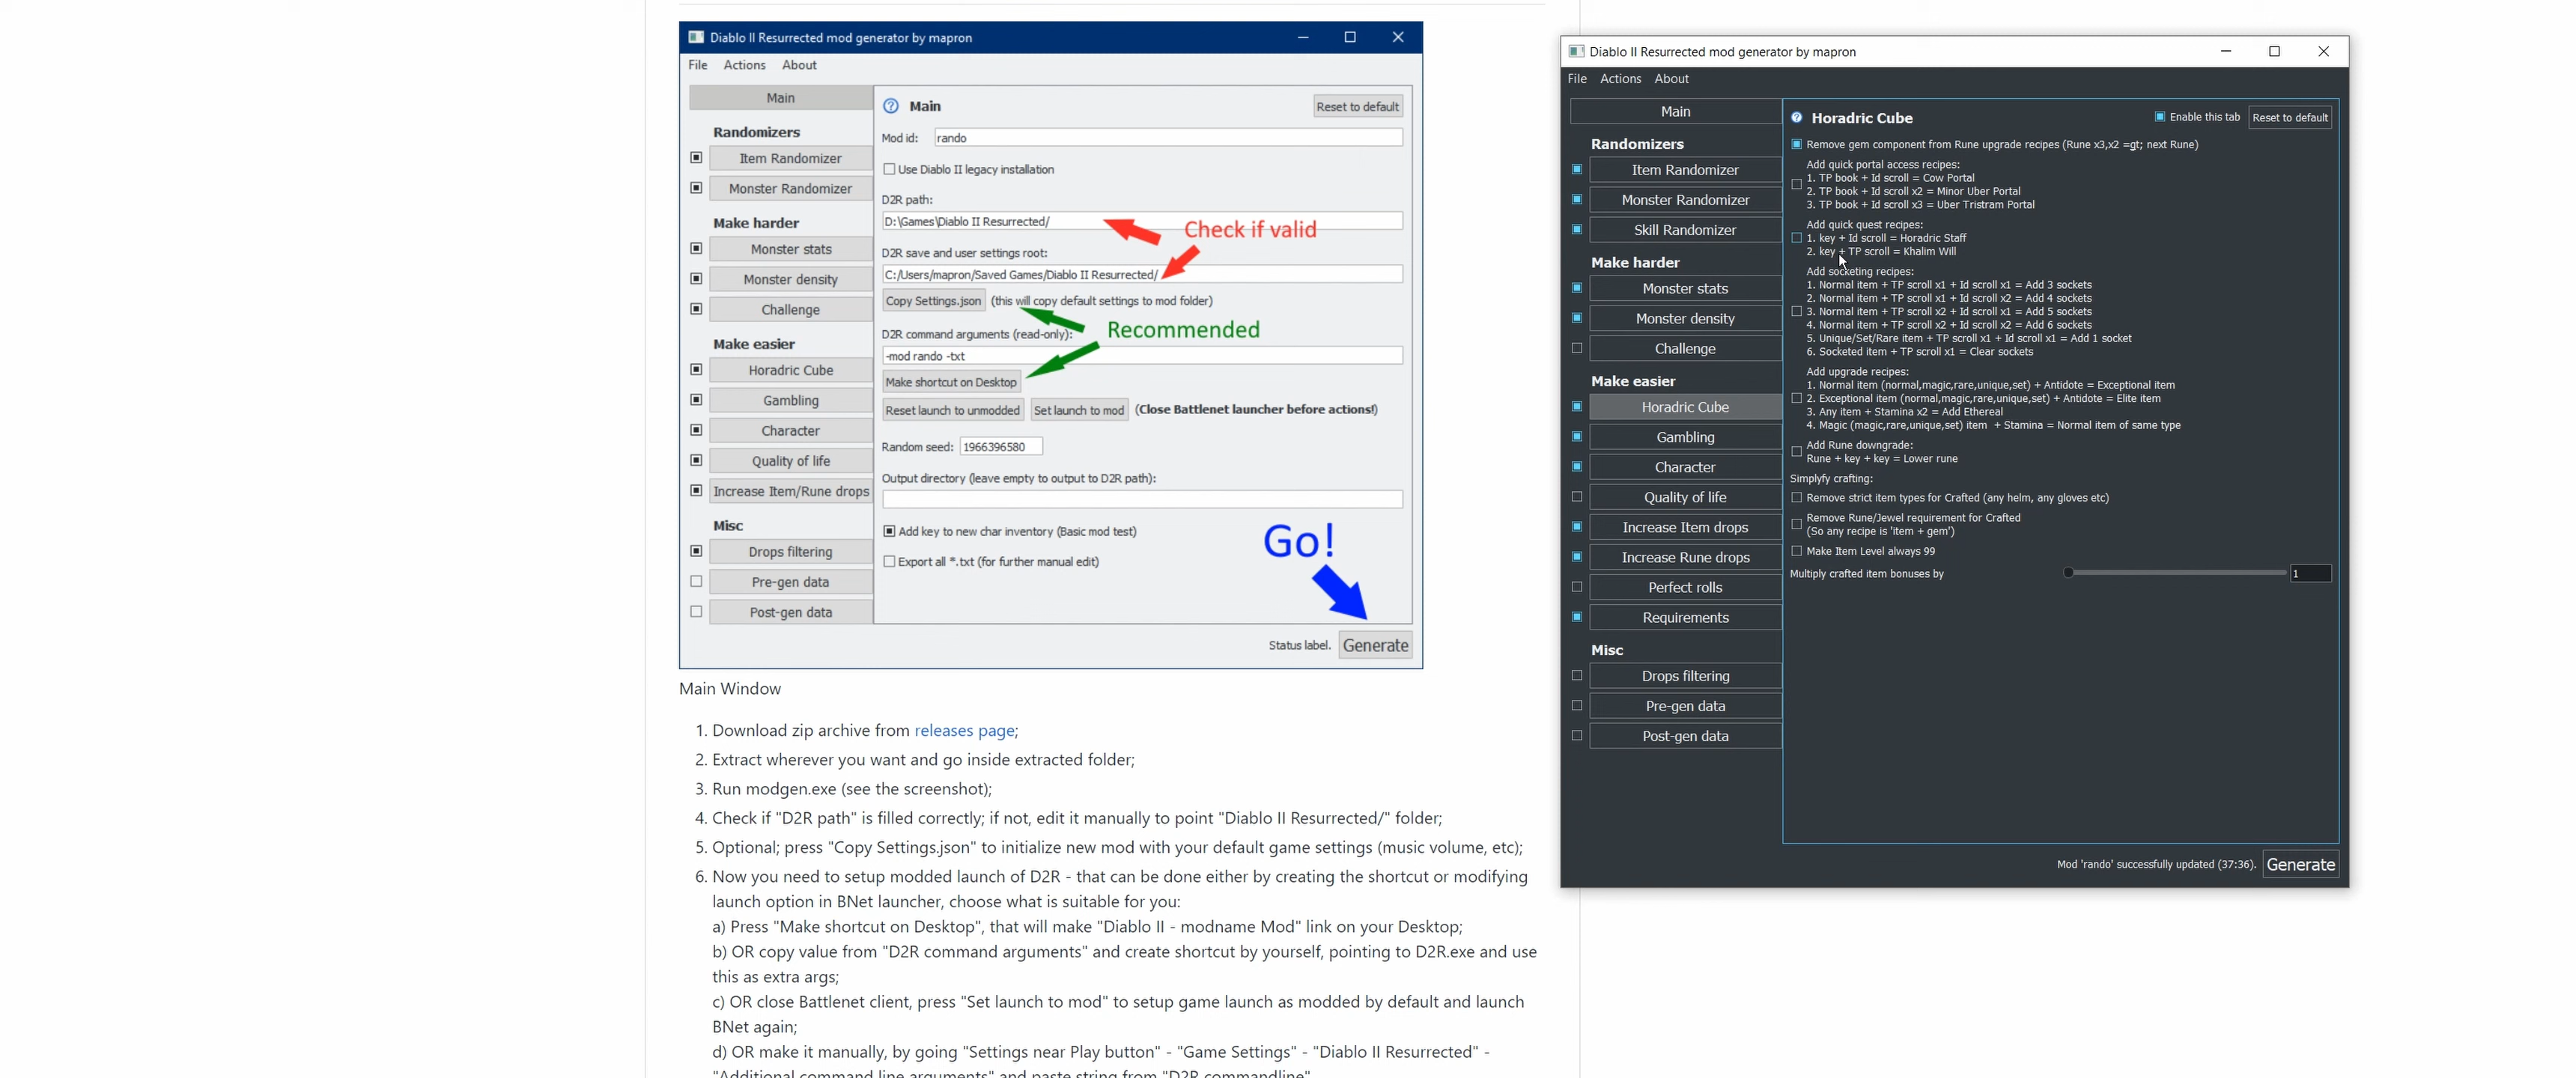 Diablo II Resurrected mod generator by mapron
File Actions About
Main
Randomizers
Item Randomizer
Monster Randomizer
Make harder
Monster stats
Monster density
Challenge
Make easier
Horadric Cube
Gambling
Character
Quality of life
Increase Item/Rune drops
Misc
Drops filtering
Pre-gen data
Post-gen data
Main
Reset to default
Mod id: rando
Use Diablo II legacy installation
D2R path:
D:\Games\Diablo II Resurrected/
Check if valid
D2R save and user settings root:
C:/Users/mapron/Saved Games/Diablo II Resurrected/
Copy Settings.json (this will copy default settings to mod folder)
Recommended
D2R command arguments (read-only):
-mod rando -txt
Make shortcut on Desktop
Reset launch to unmodded Set launch to mod (Close Battlenet launcher before actions!)
Random seed: 1966396580
Output directory (leave empty to output to D2R path):
Add key to new char inventory (Basic mod test)
Go!
Export all *.txt (for further manual edit)
Status label. Generate
Main Window
1. Download zip archive from releases page;
2. Extract wherever you want and go inside extracted folder;
3. Run modgen.exe (see the screenshot);
4. Check if "D2R path" is filled correctly; if not, edit it manually to point "Diablo II Resurrected/" folder;
5. Optional; press "Copy Settings.json" to initialize new mod with your default game settings (music volume, etc);
6. Now you need to setup modded launch of D2R - that can be done either by creating the shortcut or modifying
launch option in BNet launcher, choose what is suitable for you:
a) Press "Make shortcut on Desktop", that will make "Diablo II - modname Mod" link on your Desktop;
b) OR copy value from "D2R command arguments" and create shortcut by yourself, pointing to D2R.exe and use
this as extra args;
c) OR close Battlenet client, press "Set launch to mod" to setup game launch as modded by default and launch
BNet again;
d) OR make it manually, by going "Settings near Play button" - "Game Settings" - "Diablo II Resurrected" -
"Additional command line arguments" and paste string from "D2R commandline"
Diablo II Resurrected mod generator by mapron
File Actions About
Main
Randomizers
Item Randomizer
Monster Randomizer
Skill Randomizer
Make harder
Monster stats
Monster density
Challenge
Make easier
Horadric Cube
Gambling
Character
Quality of life
Increase Item drops
Increase Rune drops
Perfect rolls
Requirements
Misc
Drops filtering
Pre-gen data
Post-gen data
Horadric Cube
Enable this tab Reset to default
Remove gem component from Rune upgrade recipes (Rune x3,x2 =gt; next Rune)
Add quick portal access recipes:
1. TP book + Id scroll = Cow Portal
2. TP book + Id scroll x2 = Minor Uber Portal
3. TP book + Id scroll x3 = Uber Tristram Portal
Add quick quest recipes:
1. key + Id scroll = Horadric Staff
2. key + TP scroll = Khalim Will
Add socketing recipes:
1. Normal item + TP scroll x1 + Id scroll x1 = Add 3 sockets
2. Normal item + TP scroll x1 + Id scroll x2 = Add 4 sockets
3. Normal item + TP scroll x2 + Id scroll x1 = Add 5 sockets
4. Normal item + TP scroll x2 + Id scroll x2 = Add 6 sockets
5. Unique/Set/Rare item + TP scroll x1 + Id scroll x1 = Add 1 socket
6. Socketed item + TP scroll x1 = Clear sockets
Add upgrade recipes:
1. Normal item (normal,magic,rare,unique,set) + Antidote = Exceptional item
2. Exceptional item (normal,magic,rare,unique,set) + Antidote = Elite item
3. Any item + Stamina x2 = Add Ethereal
4. Magic (magic,rare,unique,set) item + Stamina = Normal item of same type
Add Rune downgrade:
Rune + key + key = Lower rune
Simplyfy crafting:
Remove strict item types for Crafted (any helm, any gloves etc)
Remove Rune/Jewel requirement for Crafted
(So any recipe is 'item + gem')
Make Item Level always 99
Multiply crafted item bonuses by 1
Mod 'rando' successfully updated (37:36). Generate